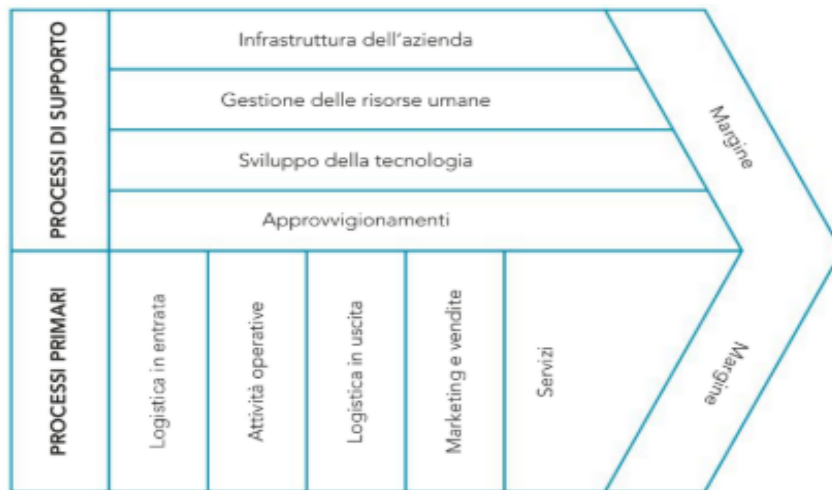 PROCESSI DI SUPPORTO
Infrastruttura dell'azienda
Gestione delle risorse umane
Sviluppo della tecnologia
Approvvigionamenti
Margine
PROCESSI PRIMARI
Logistica in entrata
Attività operative
Logistica in uscita
Marketing e vendite
Servizi
Margine